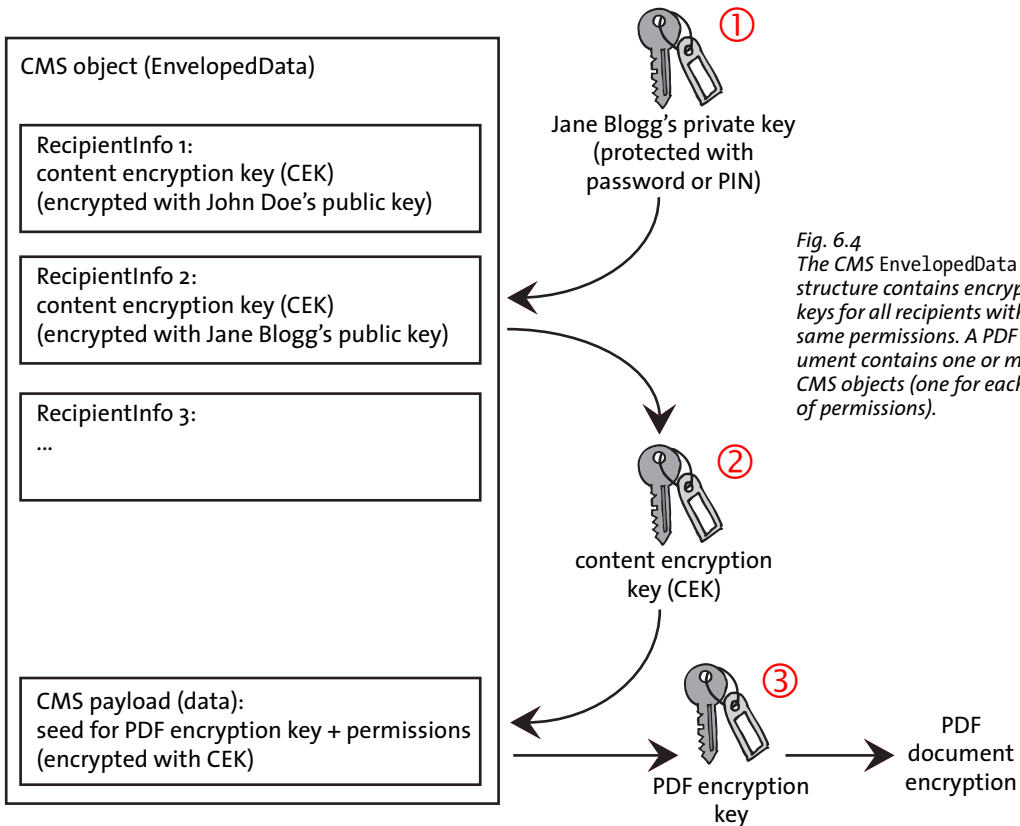 CMS object (EnvelopedData)
RecipientInfo 1:
content encryption key (CEK)
(encrypted with John Doe's public key)
RecipientInfo 2:
content encryption key (CEK)
(encrypted with Jane Blogg's public key)
RecipientInfo 3:
...
CMS payload (data):
seed for PDF encryption key + permissions
(encrypted with CEK)
①
Jane Blogg's private key
(protected with
password or PIN)
②
content encryption
key (CEK)
③
PDF encryption
key
PDF
document
encryption
Fig. 6.4
The CMS EnvelopedData
structure contains
keys for all recipients
same permissions. A PDF
ument contains one or
CMS objects (one for
of permissions).